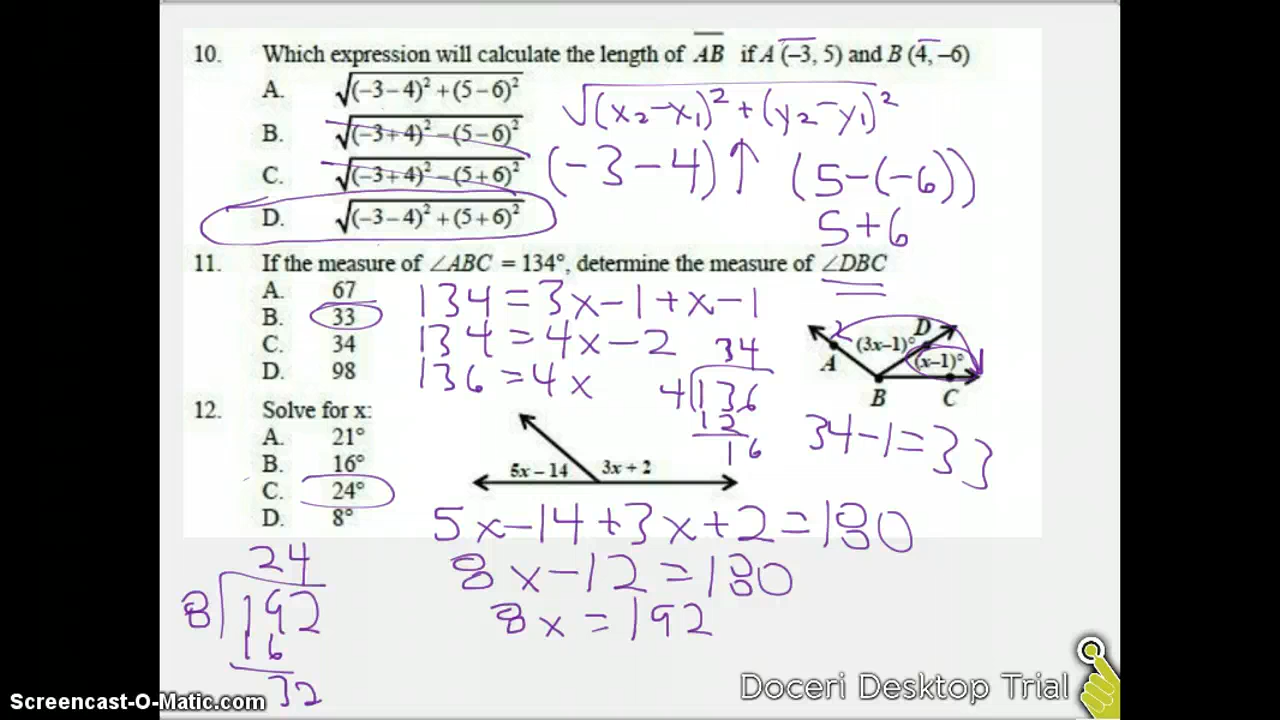 10. Which expression will calculate the length of AB if A (–3, 5) and B (4, –6)
A. √(–3 – 4)² + (5 – 6)²
B. √(–3 + 4)² – (5 – 6)²
C. √(–3 + 4)² – (5 + 6)²
D. √(–3 – 4)² + (5 + 6)²
√(x₂ – x₁)² + (y₂ – y₁)²
(–3 – 4) ↑ (5 – (–6))
5 + 6
11. If the measure of ∠ABC = 134°, determine the measure of ∠DBC
A. 67
B. 33
C. 34
D. 98
134 = 3x – 1 + x – 1
134 = 4x – 2
136 = 4x
34
4 136
12
16
D
(3x–1)°
(x–1)°
A
B
C
34 – 1 = 33
12. Solve for x:
A. 21°
B. 16°
C. 24°
D. 8°
5x – 14 3x + 2
5x – 14 + 3x + 2 = 180
8x – 12 = 180
8x = 192
24
8 192
16
32
Screencast-O-Matic.com
Doceri Desktop Trial